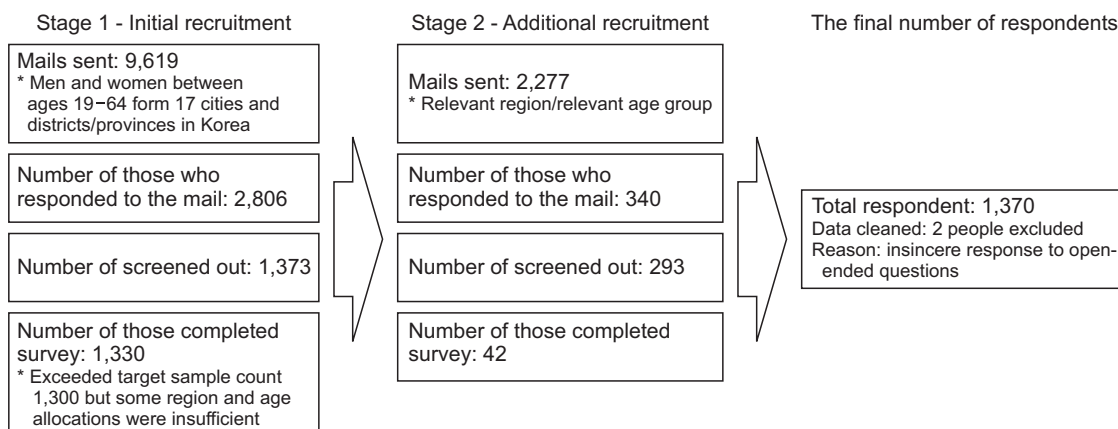 Stage 1 - Initial recruitment
Mails sent: 9,619
* Men and women between
ages 19−64 form 17 cities and
districts/provinces in Korea
Number of those who
responded to the mail: 2,806
Number of screened out: 1,373
Number of those completed
survey: 1,330
* Exceeded target sample count
1,300 but some region and age
allocations were insufficient
Stage 2 - Additional recruitment
Mails sent: 2,277
* Relevant region/relevant age group
Number of those who
responded to the mail: 340
Number of screened out: 293
Number of those completed
survey: 42
The final number of respondents
Total respondent: 1,370
Data cleaned: 2 people excluded
Reason: insincere response to open-
ended questions